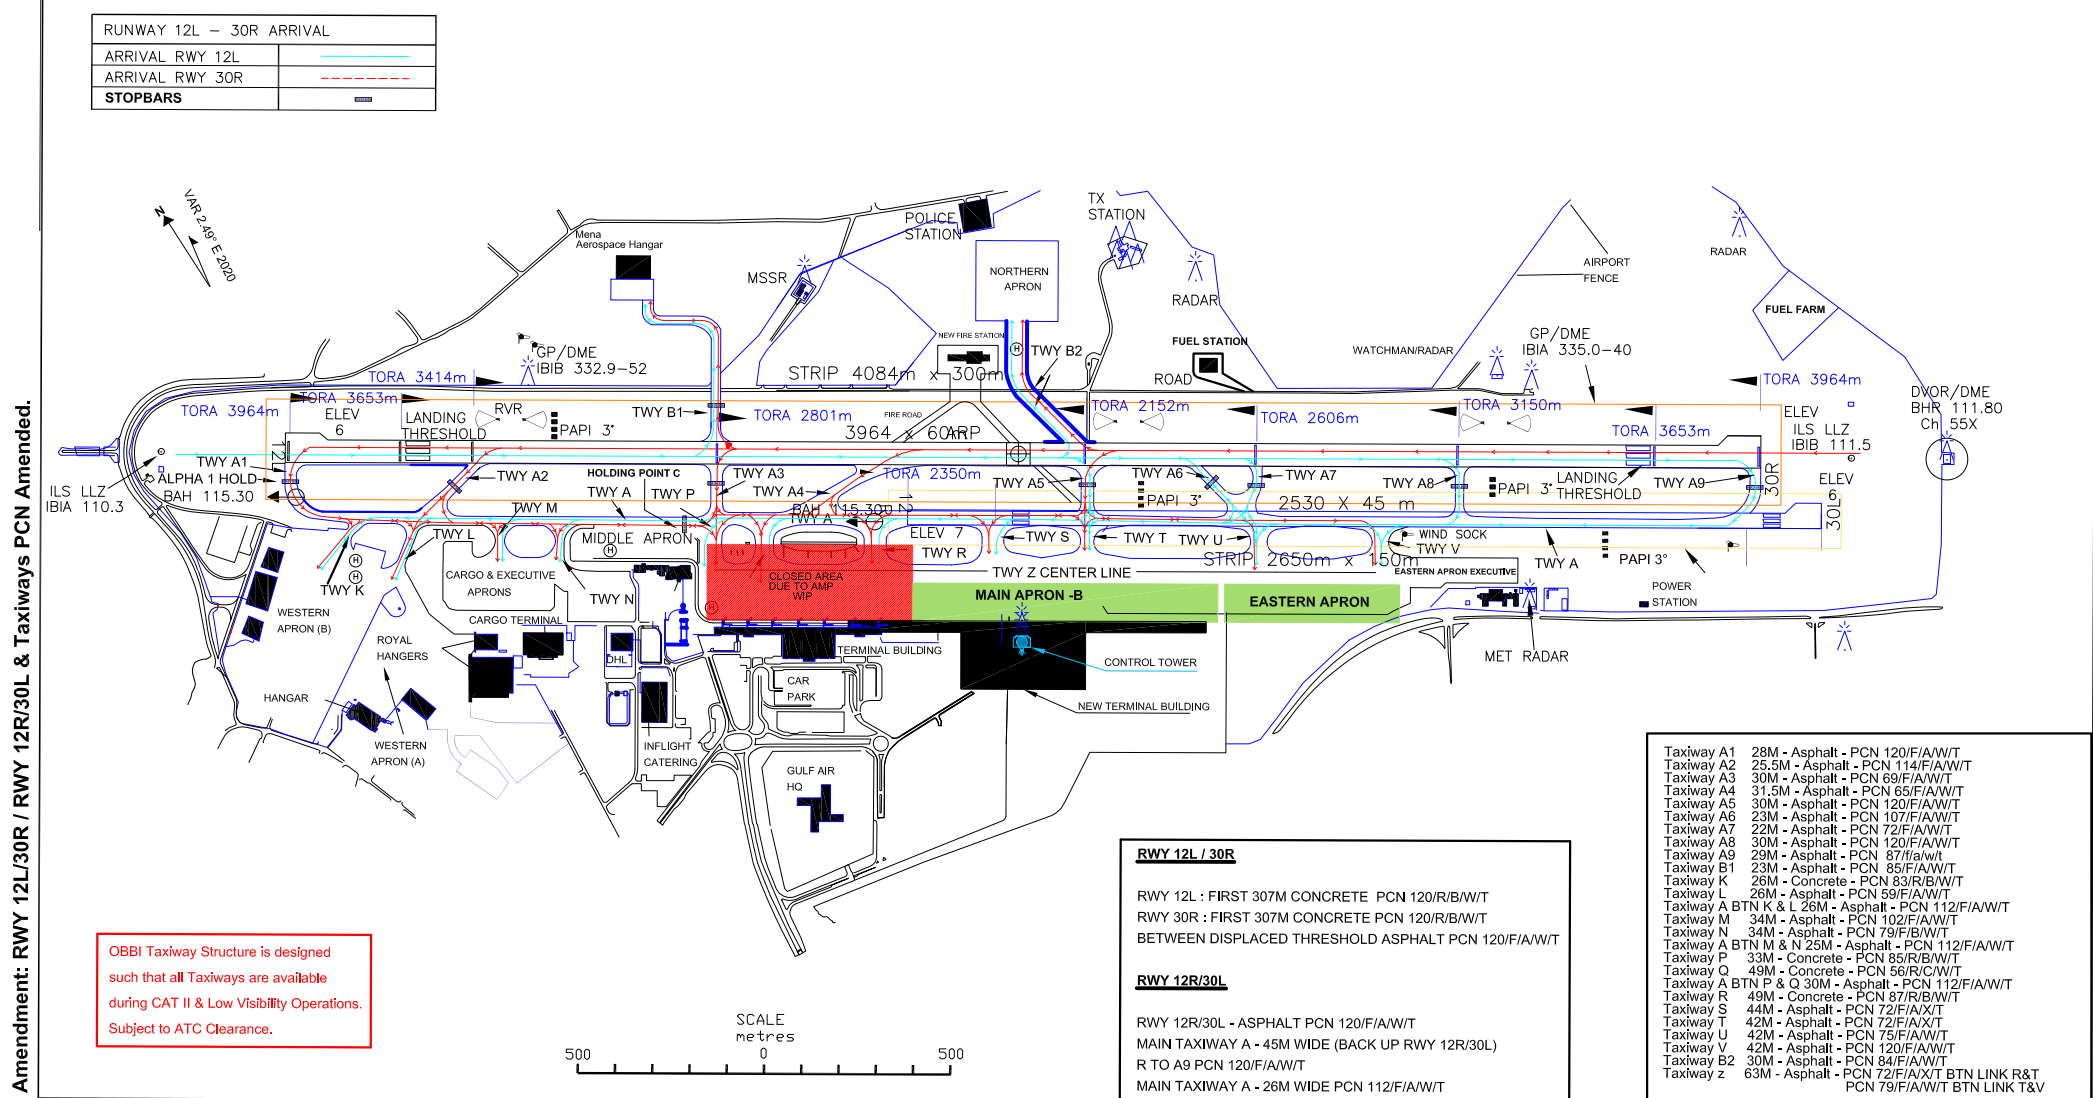 Amendment: RWY 12L/30R / RWY 12R/30L & Taxiways PCN Amended.
RUNWAY 12L – 30R ARRIVAL
ARRIVAL RWY 12L
ARRIVAL RWY 30R
STOPBARS
N
VAR 2.49° E 2020
Mena
Aerospace Hangar
POLICE
STATION
TX
STATION
MSSR
NORTHERN
APRON
RADAR
AIRPORT
FENCE
RADAR
FUEL FARM
NEW FIRE STATION
H
TWY B2
FUEL STATION
WATCHMAN/RADAR
GP/DME
IBIA 335.0–40
GP/DME
IBIB 332.9–52
ROAD
TORA 3414m
STRIP 4084m x 300m
TORA 3964m
DVOR/DME
BHR 111.80
Ch 55X
TORA 3964m
TORA 3653m
ELEV
6
LANDING
THRESHOLD
RVR
PAPI 3°
TWY B1
TORA 2801m
FIRE ROAD
3964 x 60m
ARP
TORA 2152m
TORA 2606m
TORA 3150m
TORA 3653m
ELEV
ILS LLZ
IBIB 111.5
12L
TWY A1
ALPHA 1 HOLD
BAH 115.30
ILS LLZ
IBIA 110.3
TWY A2
HOLDING POINT C
TWY A
TWY P
TWY A3
TWY A4
TORA 2350m
TWY A5
TWY A6
PAPI 3°
TWY A7
TWY A8
PAPI 3°
LANDING
THRESHOLD
TWY A9
30R
ELEV
6
TWY M
BAH 115.30
TWY A
12R
2530 X 45 m
30L
MIDDLE APRON
H
ELEV 7
TWY R
TWY S
TWY T
TWY U
STRIP 2650m x 150m
WIND SOCK
TWY V
TWY A
PAPI 3°
TWY L
H
H
TWY K
CARGO & EXECUTIVE
APRONS
TWY N
CLOSED AREA
DUE TO AMP
WIP
H
TWY Z CENTER LINE
EASTERN APRON EXECUTIVE
POWER
STATION
MAIN APRON -B
EASTERN APRON
WESTERN
APRON (B)
ROYAL
HANGERS
CARGO TERMINAL
DHL
TERMINAL BUILDING
CONTROL TOWER
MET RADAR
HANGAR
CAR
PARK
NEW TERMINAL BUILDING
WESTERN
APRON (A)
INFLIGHT
CATERING
GULF AIR
HQ
OBBI Taxiway Structure is designed
such that all Taxiways are available
during CAT II & Low Visibility Operations.
Subject to ATC Clearance.
SCALE
metres
500 0 500
RWY 12L / 30R
RWY 12L : FIRST 307M CONCRETE PCN 120/R/B/W/T
RWY 30R : FIRST 307M CONCRETE PCN 120/R/B/W/T
BETWEEN DISPLACED THRESHOLD ASPHALT PCN 120/F/A/W/T
RWY 12R/30L
RWY 12R/30L - ASPHALT PCN 120/F/A/W/T
MAIN TAXIWAY A - 45M WIDE (BACK UP RWY 12R/30L)
R TO A9 PCN 120/F/A/W/T
MAIN TAXIWAY A - 26M WIDE PCN 112/F/A/W/T
Taxiway A1 28M - Asphalt - PCN 120/F/A/W/T
Taxiway A2 25.5M - Asphalt - PCN 114/F/A/W/T
Taxiway A3 30M - Asphalt - PCN 69/F/A/W/T
Taxiway A4 31.5M - Asphalt - PCN 65/F/A/W/T
Taxiway A5 30M - Asphalt - PCN 120/F/A/W/T
Taxiway A6 23M - Asphalt - PCN 107/F/A/W/T
Taxiway A7 22M - Asphalt - PCN 72/F/A/W/T
Taxiway A8 30M - Asphalt - PCN 120/F/A/W/T
Taxiway A9 29M - Asphalt - PCN 87/f/a/w/t
Taxiway B1 23M - Asphalt - PCN 85/F/A/W/T
Taxiway K 26M - Concrete - PCN 83/R/B/W/T
Taxiway L 26M - Asphalt - PCN 59/F/A/W/T
Taxiway A BTN K & L 26M - Asphalt - PCN 112/F/A/W/T
Taxiway M 34M - Asphalt - PCN 102/F/A/W/T
Taxiway N 34M - Asphalt - PCN 79/F/B/W/T
Taxiway A BTN M & N 25M - Asphalt - PCN 112/F/A/W/T
Taxiway P 33M - Concrete - PCN 85/R/B/W/T
Taxiway Q 49M - Concrete - PCN 56/R/C/W/T
Taxiway A BTN P & Q 30M - Asphalt - PCN 112/F/A/W/T
Taxiway R 49M - Concrete - PCN 87/R/B/W/T
Taxiway S 44M - Asphalt - PCN 72/F/A/X/T
Taxiway T 42M - Asphalt - PCN 72/F/A/X/T
Taxiway U 42M - Asphalt - PCN 75/F/A/W/T
Taxiway V 42M - Asphalt - PCN 120/F/A/W/T
Taxiway B2 30M - Asphalt - PCN 84/F/A/W/T
Taxiway z 63M - Asphalt - PCN 72/F/A/X/T BTN LINK R&T
PCN 79/F/A/W/T BTN LINK T&V